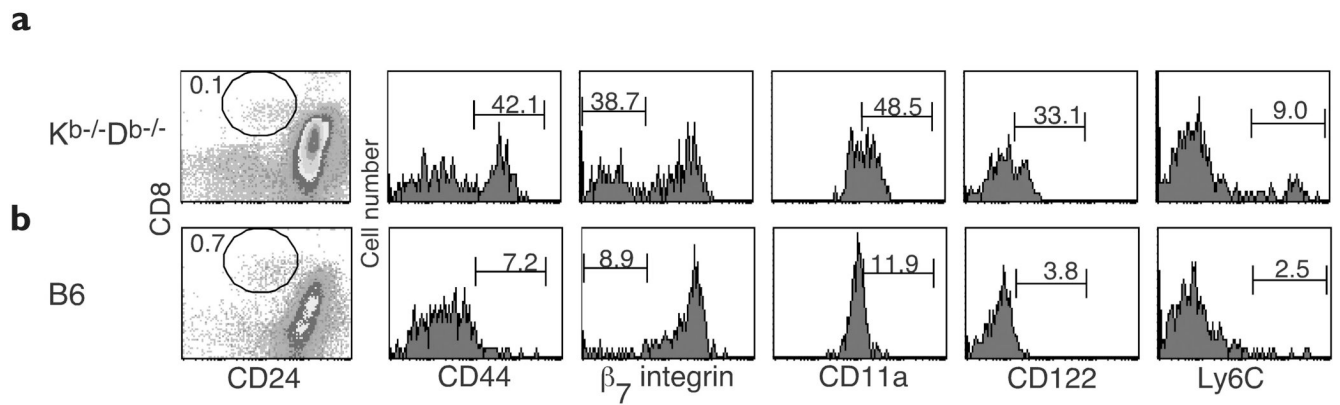 a
0.1
42.1
38.7
48.5
33.1
9.0
Kb-/-Db-/-
CD8
Cell number
b
0.7
7.2
8.9
11.9
3.8
2.5
B6
CD24
CD44
β7 integrin
CD11a
CD122
Ly6C